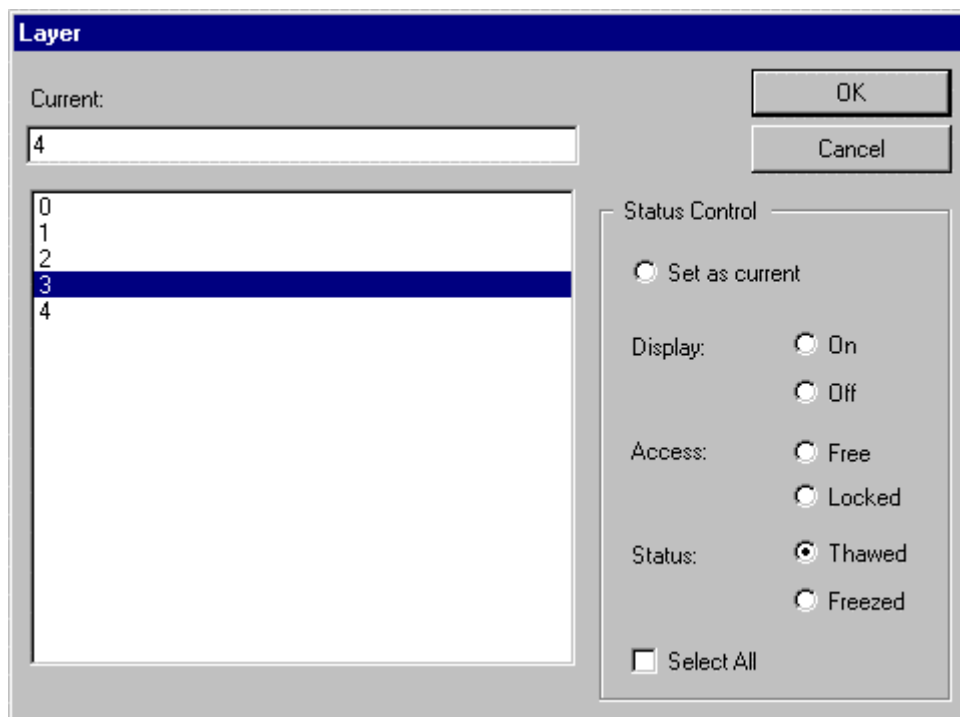 Layer
Current:
OK
4
Cancel
0
1
2
3
4
Status Control
Set as current
Display:
On
Off
Access:
Free
Locked
Status:
Thawed
Freezed
Select All